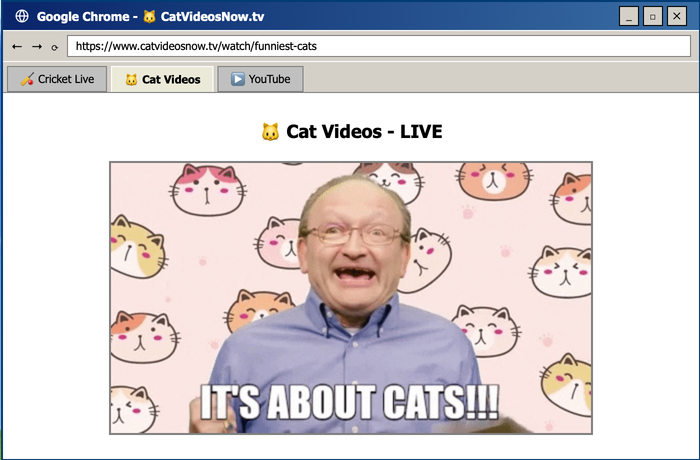 Google Chrome - 🐱 CatVideosNow.tv
https://www.catvideosnow.tv/watch/funniest-cats
🏏 Cricket Live 🐱 Cat Videos ▶️ YouTube
🐱 Cat Videos - LIVE
IT'S ABOUT CATS!!!